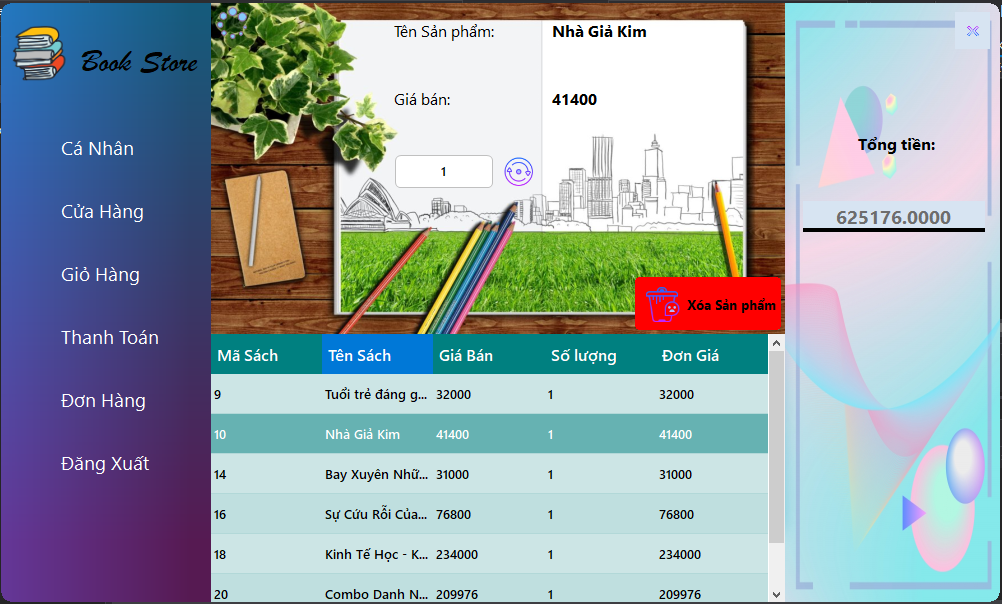 Book Store
Cá Nhân
Cửa Hàng
Giỏ Hàng
Thanh Toán
Đơn Hàng
Đăng Xuất
Tên Sản phẩm: Nhà Giả Kim
Giá bán: 41400
1
Xóa Sản phẩm
Mã Sách Tên Sách Giá Bán Số lượng Đơn Giá
9 Tuổi trẻ đáng g... 32000 1 32000
10 Nhà Giả Kim 41400 1 41400
14 Bay Xuyên Nhữ... 31000 1 31000
16 Sự Cứu Rỗi Của... 76800 1 76800
18 Kinh Tế Học - K... 234000 1 234000
20 Combo Danh N... 209976 1 209976
Tổng tiền:
625176.0000